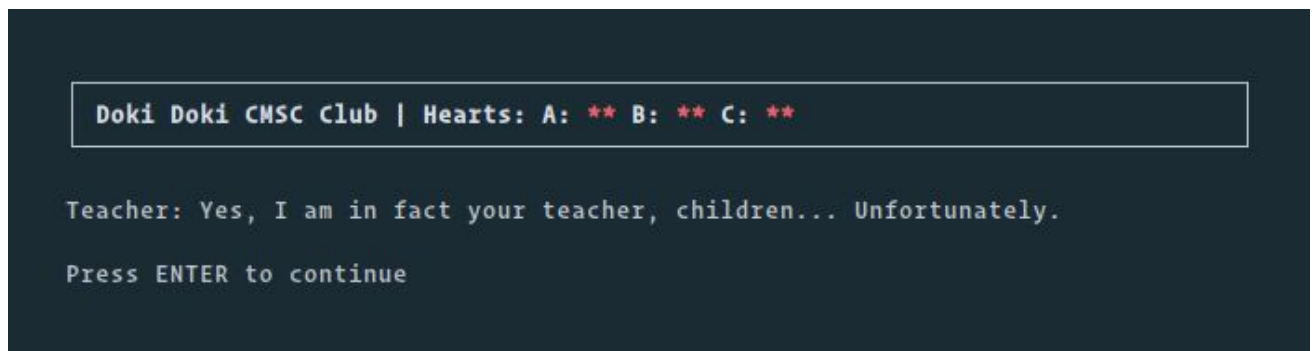 Doki Doki CMSC Club | Hearts: A: ** B: ** C: **
Teacher: Yes, I am in fact your teacher, children... Unfortunately.
Press ENTER to continue